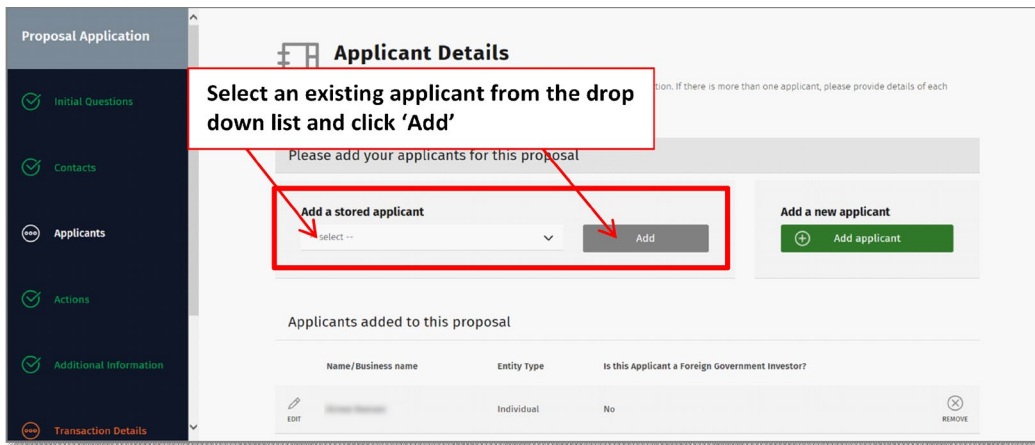 Proposal Application
Initial Questions
Contacts
Applicants
Actions
Additional Information
Transaction Details
Applicant Details
Select an existing applicant from the drop
down list and click ‘Add’
tion. If there is more than one applicant, please provide details of each
Please add your applicants for this proposal
Add a stored applicant
select --
Add
Add a new applicant
Add applicant
Applicants added to this proposal
Name/Business name Entity Type Is this Applicant a Foreign Government Investor?
EDIT Individual No REMOVE